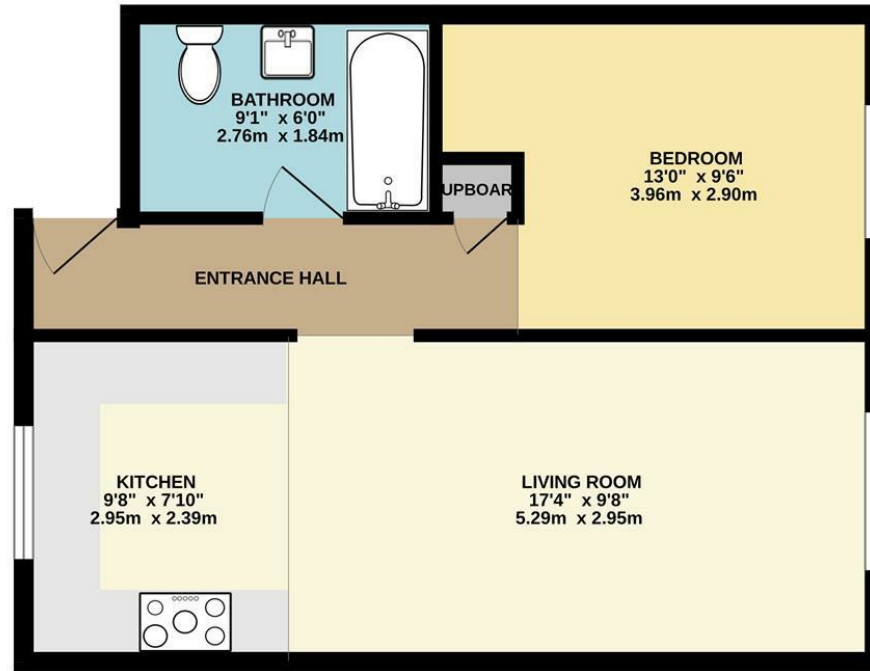 BATHROOM
9'1" x 6'0"
2.76m x 1.84m
BEDROOM
13'0" x 9'6"
3.96m x 2.90m
UPBOAR
ENTRANCE HALL
KITCHEN
9'8" x 7'10"
2.95m x 2.39m
LIVING ROOM
17'4" x 9'8"
5.29m x 2.95m